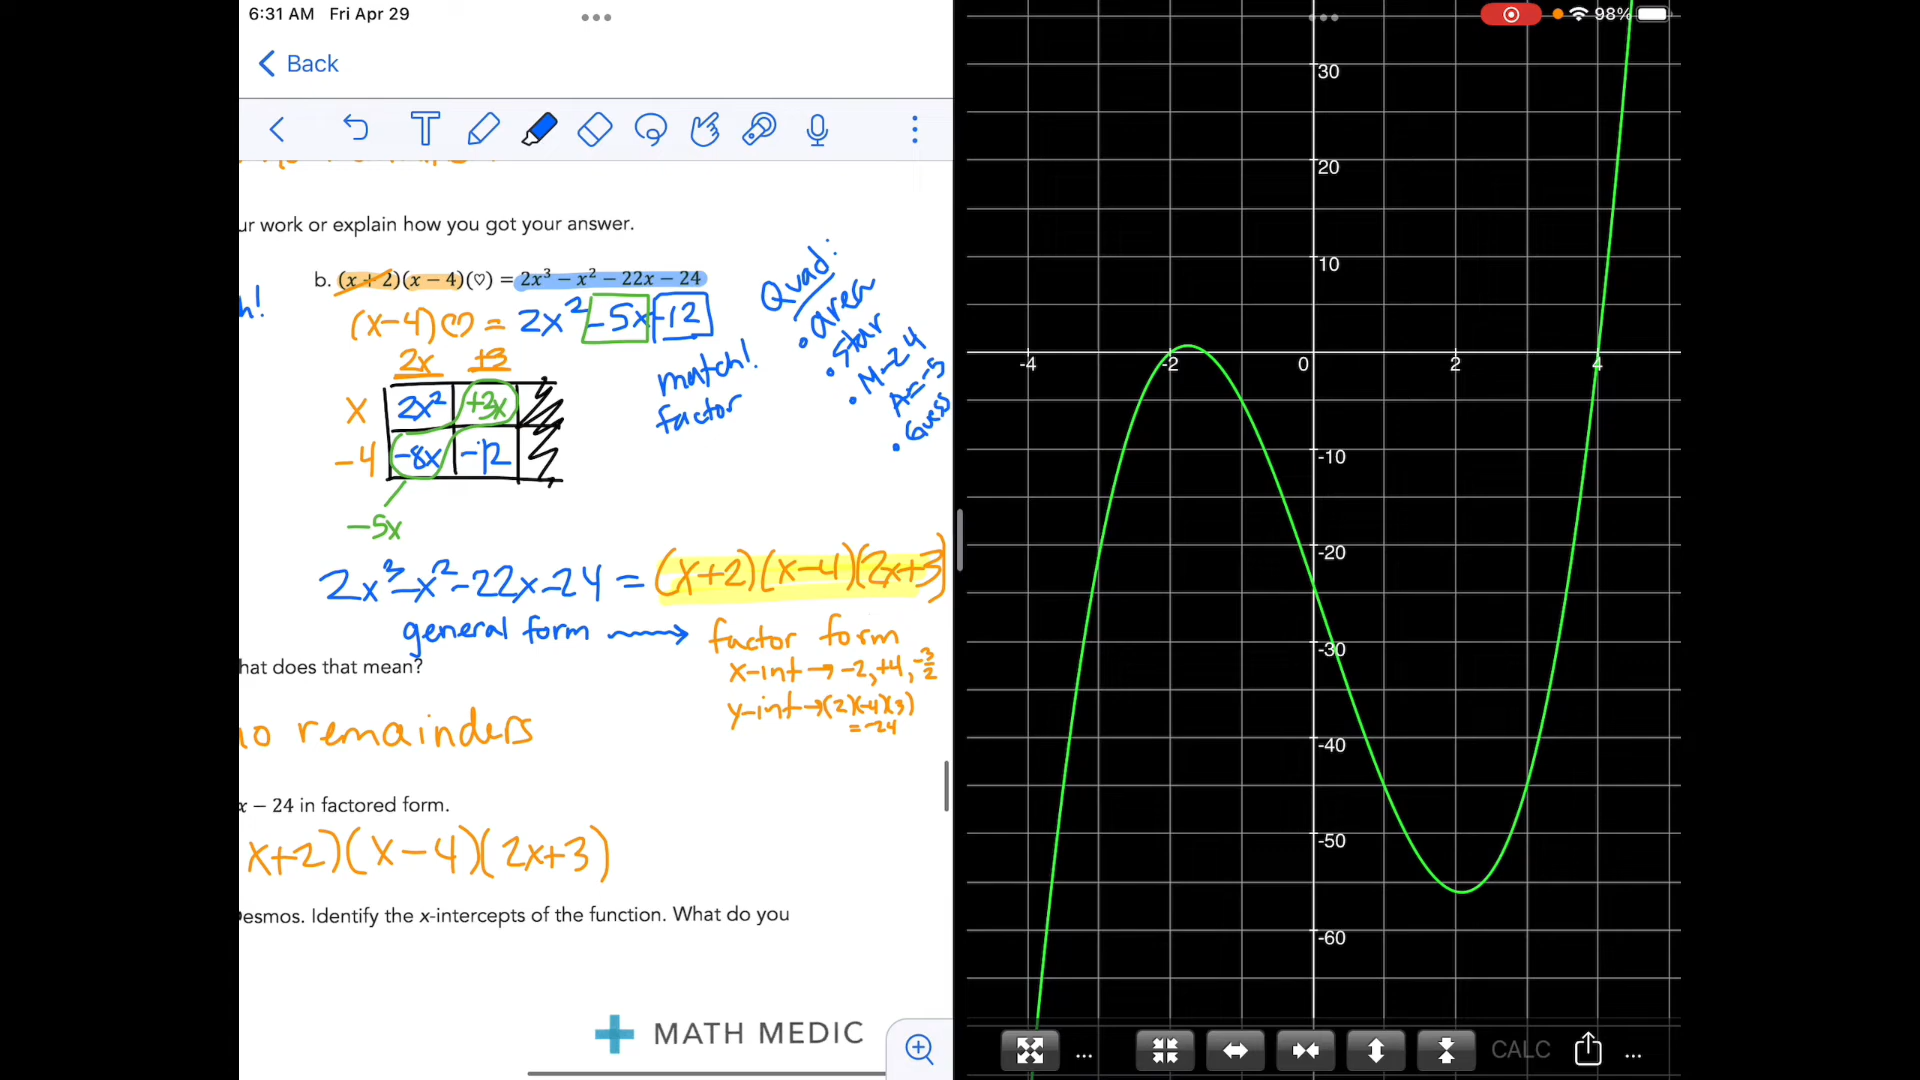 6:31 AM Fri Apr 29
98%
Back
ur work or explain how you got your answer.
b. (x + 2)(x − 4)(♡) = 2x³ − x² − 22x − 24
h!
(x-4)♡ = 2x² -5x -12
2x +3
x 2x² +3x
-4 -8x -12
-5x
match!
factor
Quad:
• area
• Star
• M-24
A=-5
• Guess
2x³-x²-22x-24 = (x+2)(x-4)(2x+3)
general form → factor form
x-int → -2, +4, -3/2
y-int → (2)(-4)(3)
= -24
hat does that mean?
no remainders
x − 24 in factored form.
x+2)(x-4)(2x+3)
esmos. Identify the x-intercepts of the function. What do you
MATH MEDIC
30
20
10
-4 -2 0 2 4
-10
-20
-30
-40
-50
-60
... CALC ...